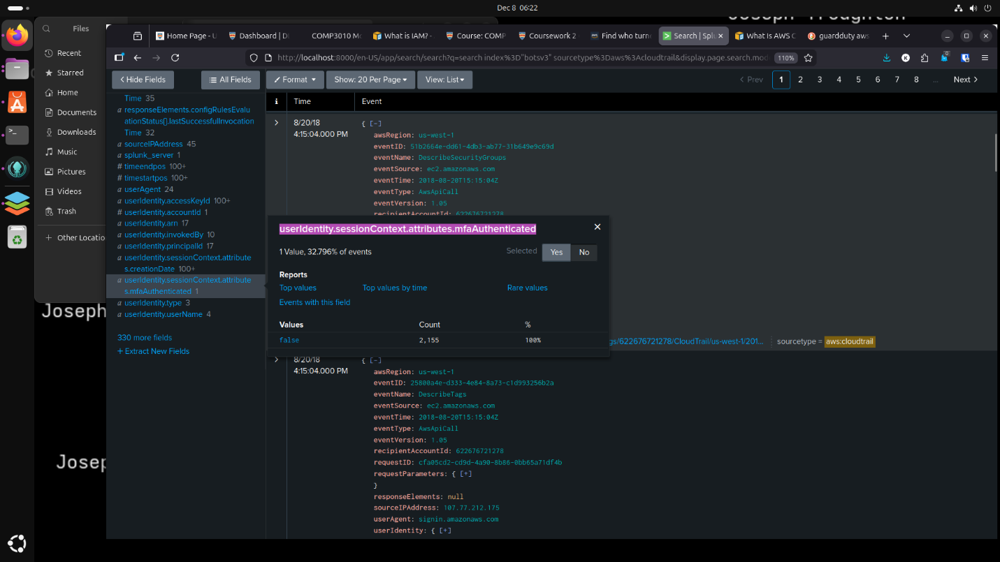 Dec 8 06:22
Joseph
Files
Home Page - U
Dashboard | DL
COMP3010 Mo
What is IAM? -
Course: COMP
Coursework 2
Find who turne
Search | Splu
What Is AWS C
guardduty aws
http://localhost:8000/en-US/app/search/search?q=search index%3D"botsv3" sourcetype%3Daws%3Acloudtrail&display.page.search.mod
110%
K
0
Recent
Starred
Home
Documents
Downloads
Music
Pictures
Videos
Trash
Other Locatio
Joseph
Josep
Hide Fields
All Fields
Format
Show: 20 Per Page
View: List
Prev 1 2 3 4 5 6 7 8 ... Next
i Time Event
Time 35
a responseElements.configRulesEvalu
ationStatus{}.lastSuccessfulInvocation
Time 32
a sourceIPAddress 45
a splunk_server 1
# timeendpos 100+
# timestartpos 100+
a userAgent 24
a userIdentity.accessKeyId 100+
# userIdentity.accountId 1
a userIdentity.arn 17
a userIdentity.invokedBy 10
a userIdentity.principalId 17
a userIdentity.sessionContext.attribute
s.creationDate 100+
a userIdentity.sessionContext.attribute
s.mfaAuthenticated 1
a userIdentity.type 3
a userIdentity.userName 4
330 more fields
+ Extract New Fields
8/20/18
4:15:04.000 PM
{ [-]
awsRegion: us-west-1
eventID: 51b2664e-dd61-4db3-ab77-31b649e9c69d
eventName: DescribeSecurityGroups
eventSource: ec2.amazonaws.com
eventTime: 2018-08-20T15:15:04Z
eventType: AwsApiCall
eventVersion: 1.05
recipientAccountId: 622676721278
userIdentity.sessionContext.attributes.mfaAuthenticated
1 Value, 32.796% of events
Selected Yes No
Reports
Top values Top values by time Rare values
Events with this field
Values Count %
false 2,155 100%
gs/622676721278/CloudTrail/us-west-1/201... sourcetype = aws:cloudtrail
8/20/18
4:15:04.000 PM
{ [-]
awsRegion: us-west-1
eventID: 25800a4e-d333-4e84-8a73-c1d993256b2a
eventName: DescribeTags
eventSource: ec2.amazonaws.com
eventTime: 2018-08-20T15:15:04Z
eventType: AwsApiCall
eventVersion: 1.05
recipientAccountId: 622676721278
requestID: cfa05cd2-cd9d-4a90-8b86-0bb65a71df4b
requestParameters: { [+]
}
responseElements: null
sourceIPAddress: 107.77.212.175
userAgent: signin.amazonaws.com
userIdentity: { [+]